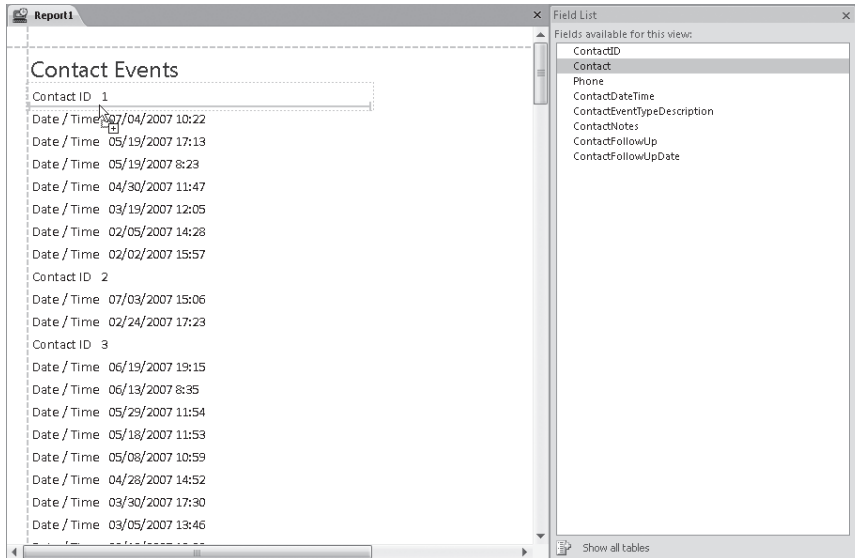 Report1
Contact Events
Contact ID 1
Date / Time 07/04/2007 10:22
Date / Time 05/19/2007 17:13
Date / Time 05/19/2007 8:23
Date / Time 04/30/2007 11:47
Date / Time 03/19/2007 12:05
Date / Time 02/05/2007 14:28
Date / Time 02/02/2007 15:57
Contact ID 2
Date / Time 07/03/2007 15:06
Date / Time 02/24/2007 17:23
Contact ID 3
Date / Time 06/19/2007 19:15
Date / Time 06/13/2007 8:35
Date / Time 05/29/2007 11:54
Date / Time 05/18/2007 11:53
Date / Time 05/08/2007 10:59
Date / Time 04/28/2007 14:52
Date / Time 03/30/2007 17:30
Date / Time 03/05/2007 13:46
Field List
Fields available for this view:
ContactID
Contact
Phone
ContactDateTime
ContactEventTypeDescription
ContactNotes
ContactFollowUp
ContactFollowUpDate
Show all tables